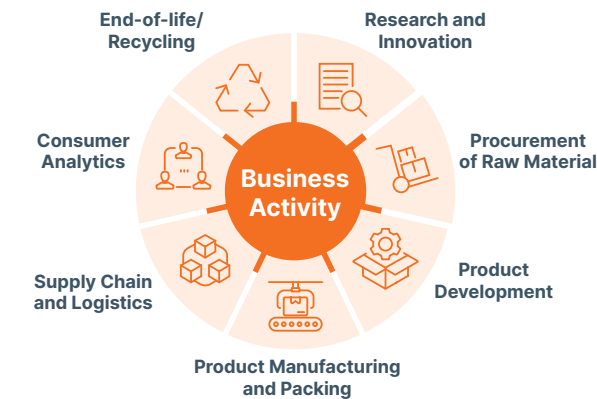 End-of-life/
Recycling
Research and
Innovation
Consumer
Analytics
Procurement
of Raw Material
Business
Activity
Supply Chain
and Logistics
Product
Development
Product Manufacturing
and Packing